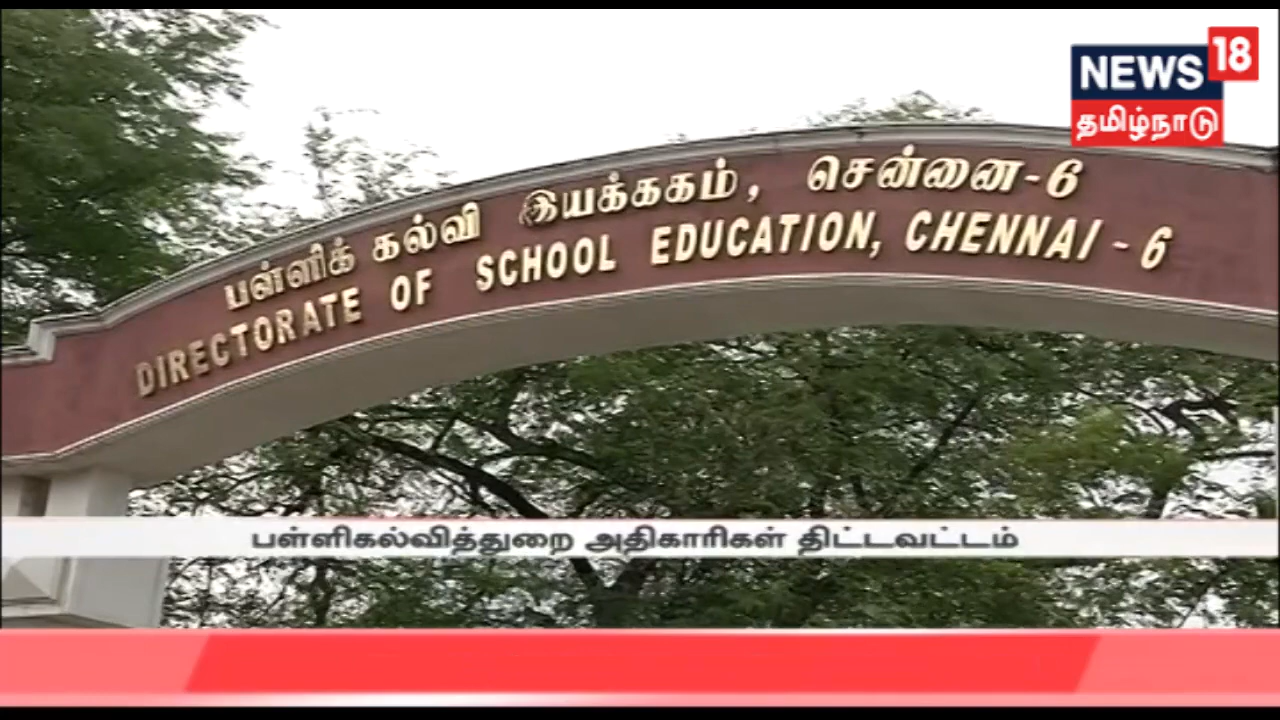 NEWS 18
தமிழ்நாடு
பள்ளிக் கல்வி இயக்ககம், சென்னை-6
DIRECTORATE OF SCHOOL EDUCATION, CHENNAI - 6
பள்ளிகல்வித்துறை அதிகாரிகள் திட்டவட்டம்